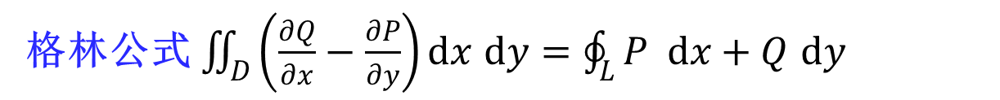 格林公式 ∬_D (∂Q/∂x − ∂P/∂y) dx dy = ∮_L P dx + Q dy